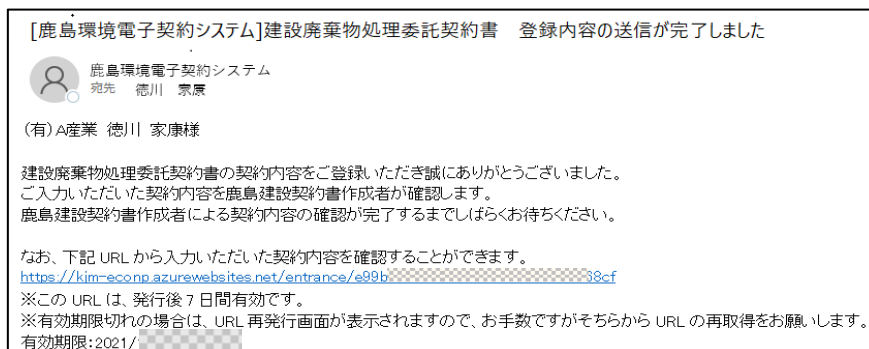 [鹿島環境電子契約システム]建設廃棄物処理委託契約書　登録内容の送信が完了しました
鹿島環境電子契約システム
宛先　徳川　家康
(有)A産業 徳川 家康様
建設廃棄物処理委託契約書の契約内容をご登録いただき誠にありがとうございました。
ご入力いただいた契約内容を鹿島建設契約書作成者が確認します。
鹿島建設契約書作成者による契約内容の確認が完了するまでしばらくお待ちください。
なお、下記 URL から入力いただいた契約内容を確認することができます。
https://kjm-econp.azurewebsites.net/entrance/e99b 38cf
※この URL は、発行後 7 日間有効です。
※有効期限切れの場合は、URL 再発行画面が表示されますので、お手数ですがそちらから URL の再取得をお願いします。
有効期限:2021/